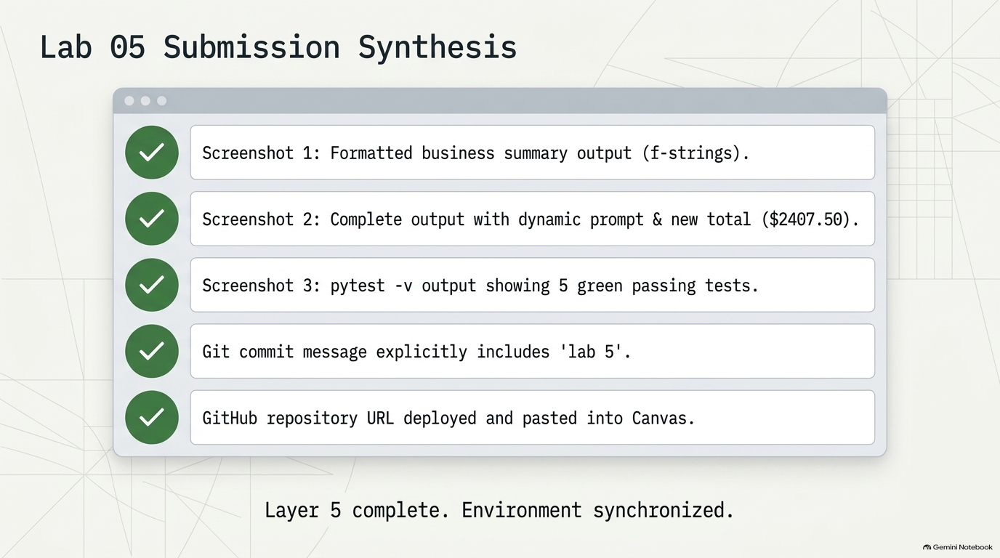 Lab 05 Submission Synthesis
Screenshot 1: Formatted business summary output (f-strings).
Screenshot 2: Complete output with dynamic prompt & new total ($2407.50).
Screenshot 3: pytest -v output showing 5 green passing tests.
Git commit message explicitly includes 'lab 5'.
GitHub repository URL deployed and pasted into Canvas.
Layer 5 complete. Environment synchronized.
Gemini Notebook